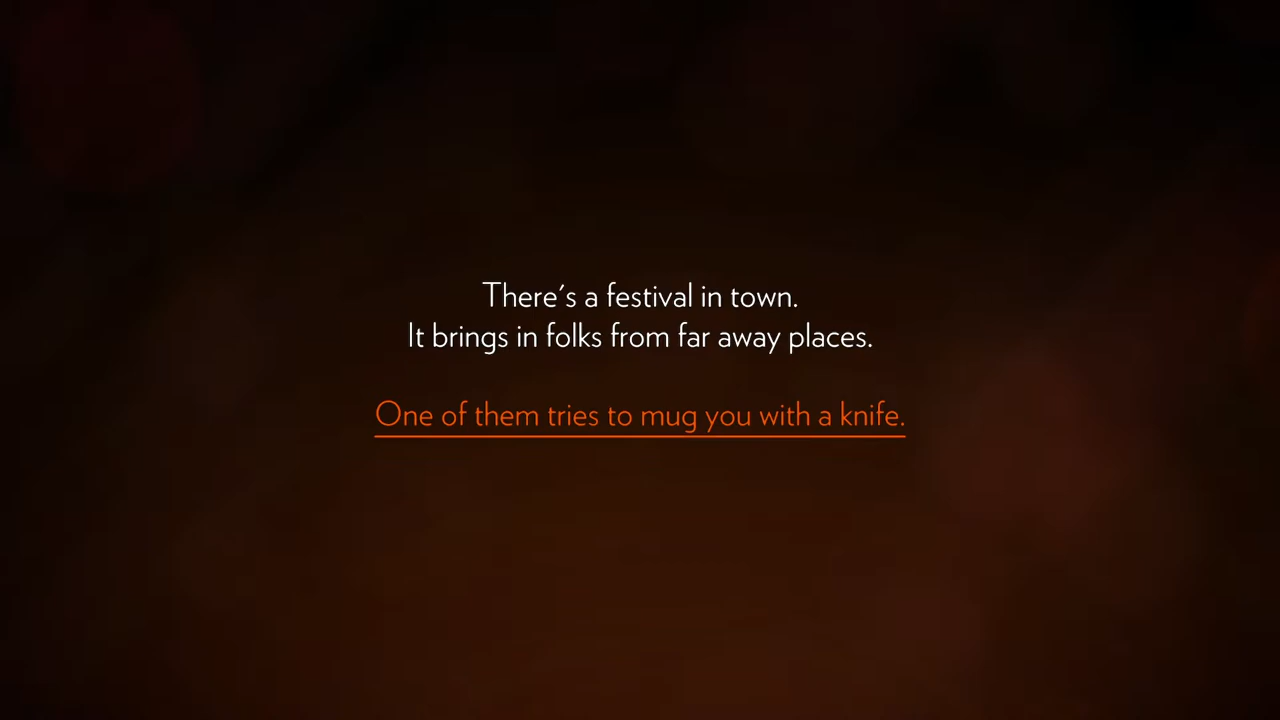 There's a festival in town.
It brings in folks from far away places.
One of them tries to mug you with a knife.